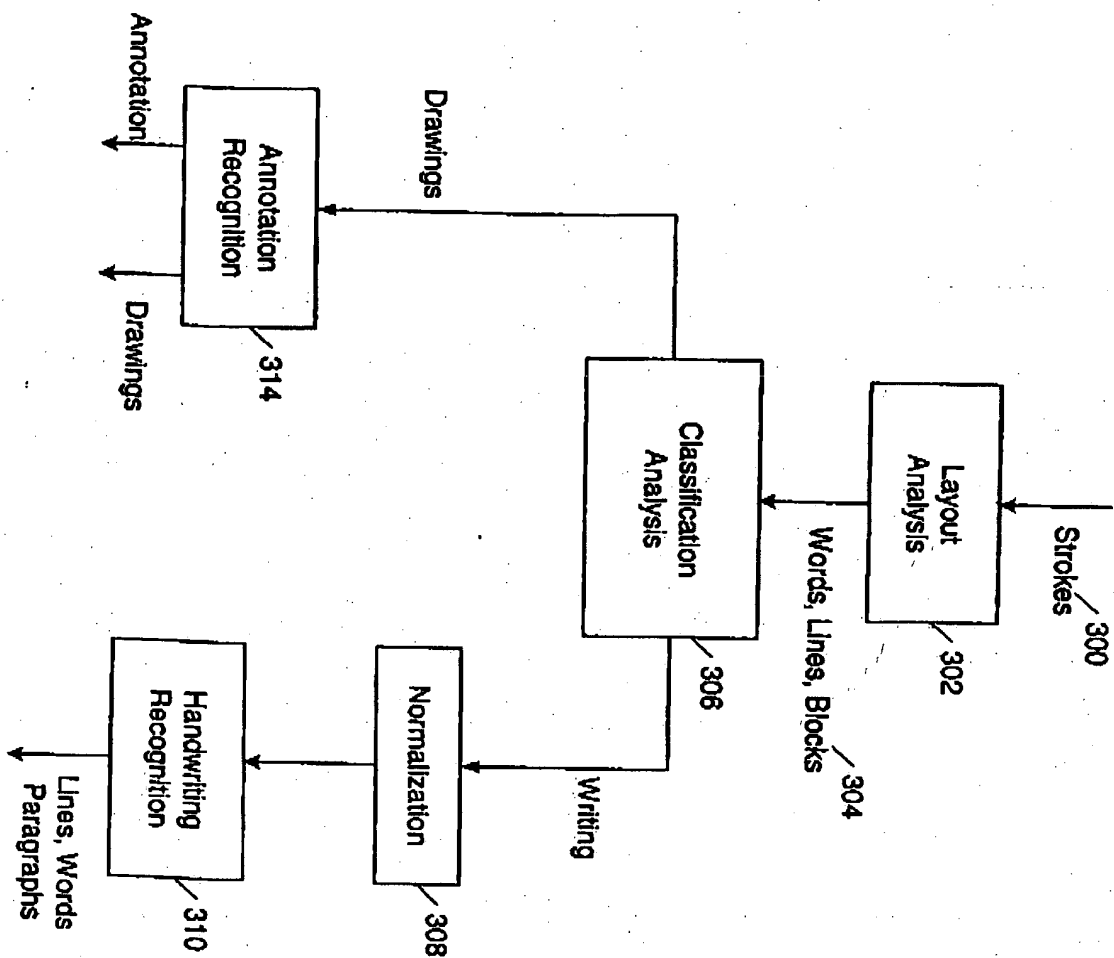 300
Strokes
Layout
Analysis
302
Words, Lines, Blocks
304
Classification
Analysis
306
Drawings
Writing
Annotation
Recognition
314
Normalization
308
Annotation
Drawings
Handwriting
Recognition
310
Lines, Words
Paragraphs